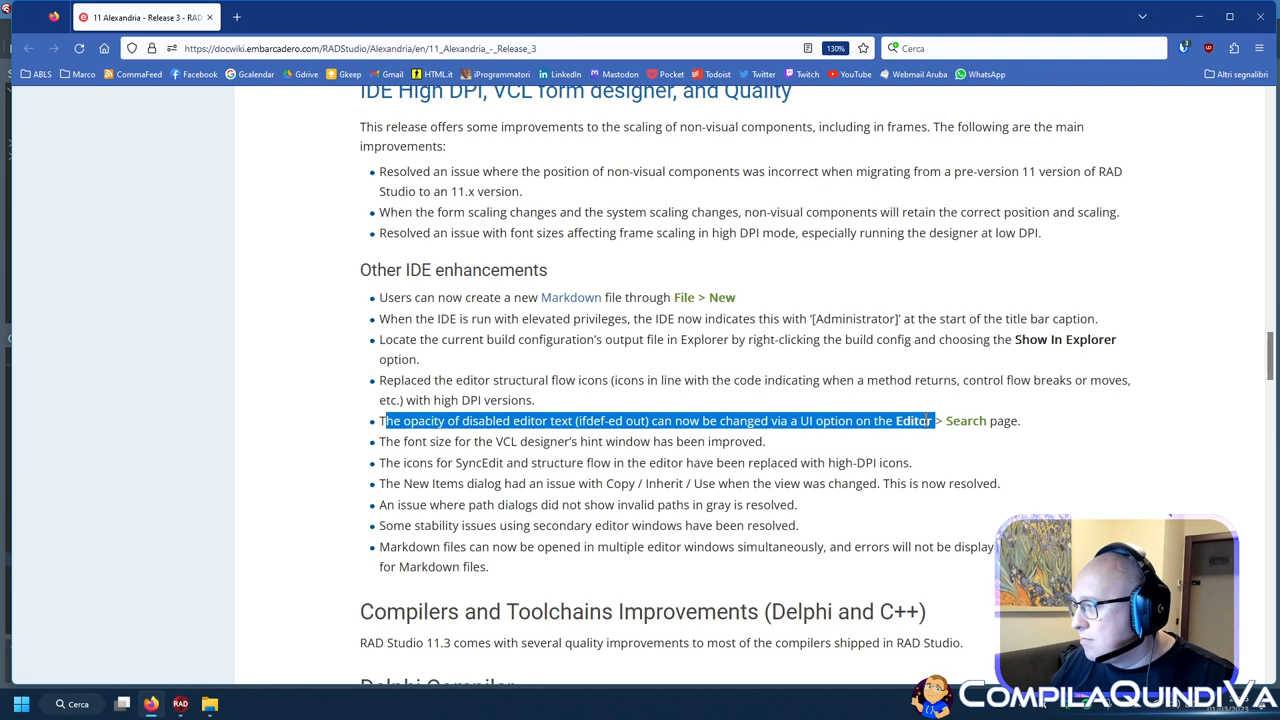 11 Alexandria - Release 3 - RAD
https://docwiki.embarcadero.com/RADStudio/Alexandria/en/11_Alexandria_-_Release_3
130%
Cerca
ABLS
Marco
CommaFeed
Facebook
Gcalendar
Gdrive
Gkeep
Gmail
HTML.it
iProgrammatori
LinkedIn
Mastodon
Pocket
Todoist
Twitter
Twitch
YouTube
Webmail Aruba
WhatsApp
Altri segnalibri
IDE High DPI, VCL form designer, and Quality
This release offers some improvements to the scaling of non-visual components, including in frames. The following are the main
improvements:
Resolved an issue where the position of non-visual components was incorrect when migrating from a pre-version 11 version of RAD
Studio to an 11.x version.
When the form scaling changes and the system scaling changes, non-visual components will retain the correct position and scaling.
Resolved an issue with font sizes affecting frame scaling in high DPI mode, especially running the designer at low DPI.
Other IDE enhancements
Users can now create a new Markdown file through File > New
When the IDE is run with elevated privileges, the IDE now indicates this with ‘[Administrator]’ at the start of the title bar caption.
Locate the current build configuration’s output file in Explorer by right-clicking the build config and choosing the Show In Explorer
option.
Replaced the editor structural flow icons (icons in line with the code indicating when a method returns, control flow breaks or moves,
etc.) with high DPI versions.
The opacity of disabled editor text (ifdef-ed out) can now be changed via a UI option on the Editor > Search page.
The font size for the VCL designer’s hint window has been improved.
The icons for SyncEdit and structure flow in the editor have been replaced with high-DPI icons.
The New Items dialog had an issue with Copy / Inherit / Use when the view was changed. This is now resolved.
An issue where path dialogs did not show invalid paths in gray is resolved.
Some stability issues using secondary editor windows have been resolved.
Markdown files can now be opened in multiple editor windows simultaneously, and errors will not be display
for Markdown files.
Compilers and Toolchains Improvements (Delphi and C++)
RAD Studio 11.3 comes with several quality improvements to most of the compilers shipped in RAD Studio.
Delphi Compiler
Cerca
RAD
COMPILAQUINDIVA